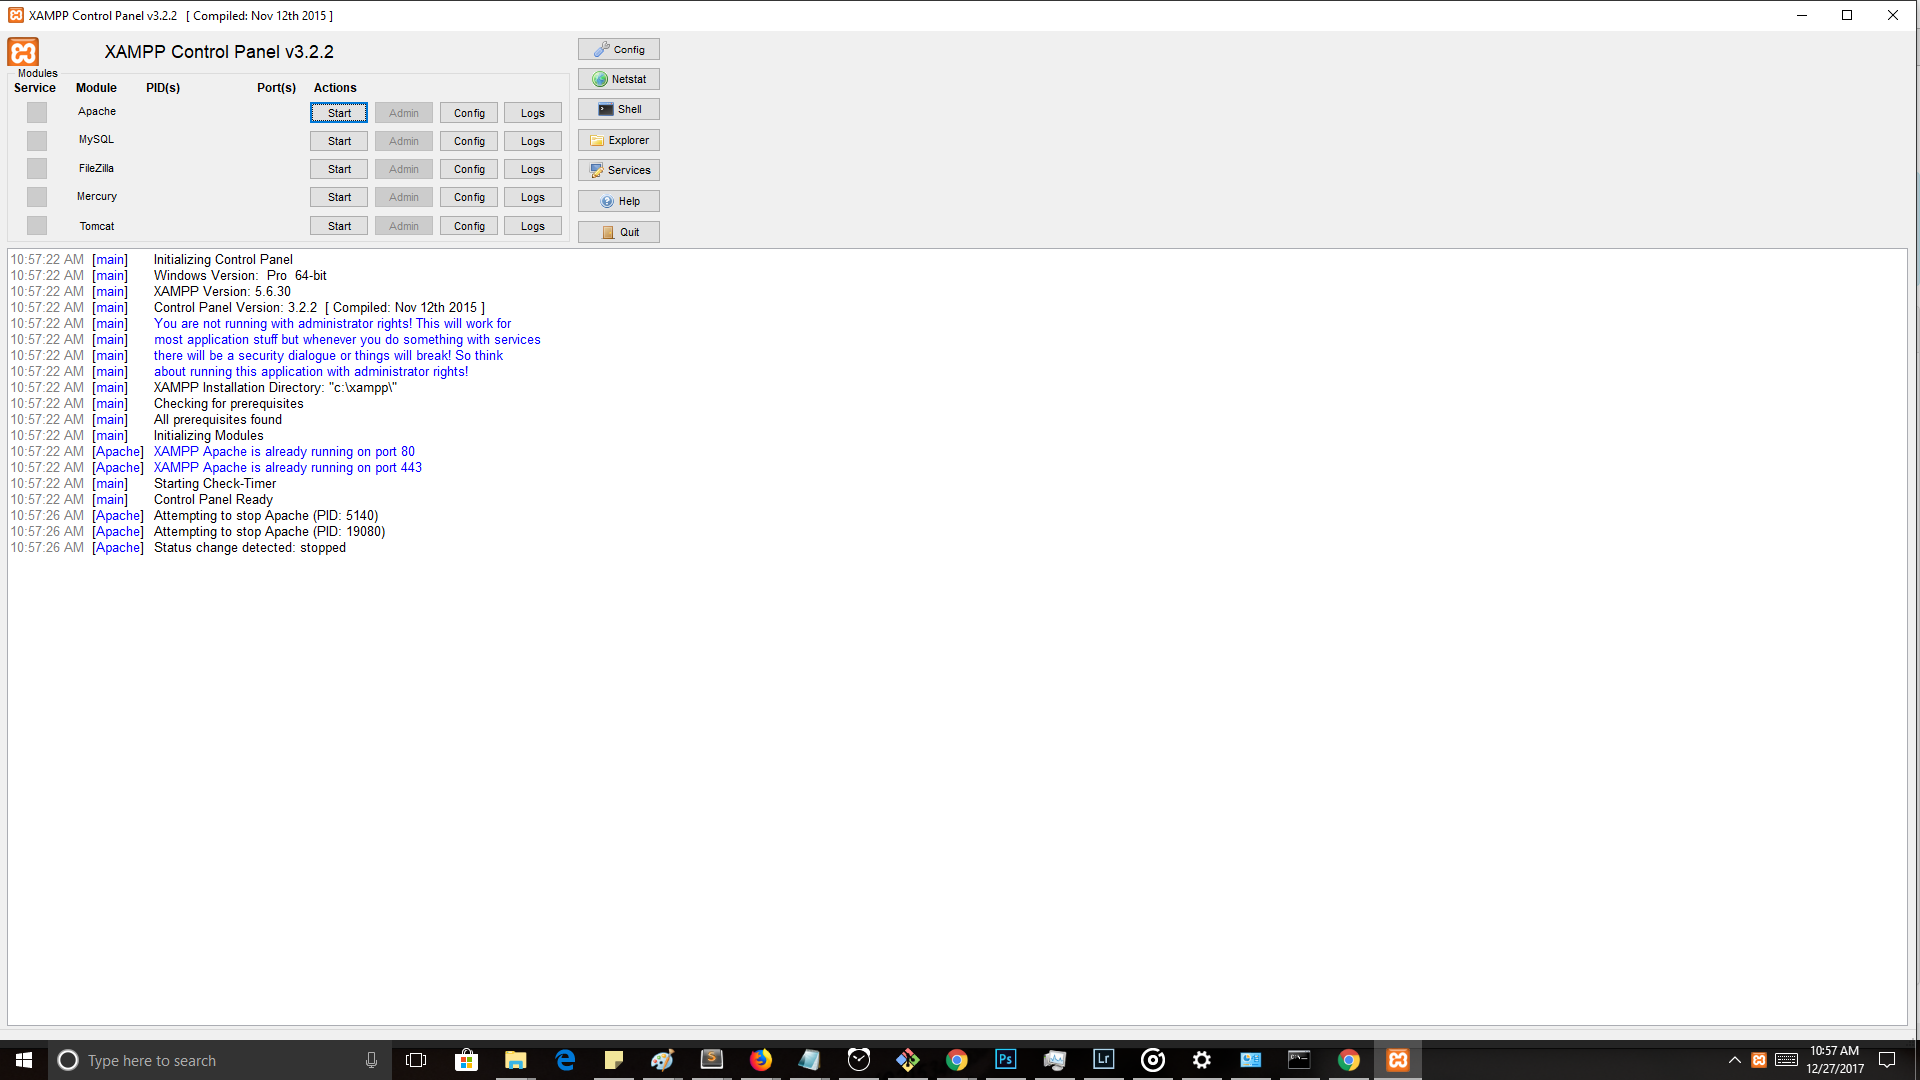 XAMPP Control Panel v3.2.2 [ Compiled: Nov 12th 2015 ]
XAMPP Control Panel v3.2.2
Modules
Service Module PID(s) Port(s) Actions
Apache Start Admin Config Logs
MySQL Start Admin Config Logs
FileZilla Start Admin Config Logs
Mercury Start Admin Config Logs
Tomcat Start Admin Config Logs
Config
Netstat
Shell
Explorer
Services
Help
Quit
10:57:22 AM [main] Initializing Control Panel
10:57:22 AM [main] Windows Version: Pro 64-bit
10:57:22 AM [main] XAMPP Version: 5.6.30
10:57:22 AM [main] Control Panel Version: 3.2.2 [ Compiled: Nov 12th 2015 ]
10:57:22 AM [main] You are not running with administrator rights! This will work for
10:57:22 AM [main] most application stuff but whenever you do something with services
10:57:22 AM [main] there will be a security dialogue or things will break! So think
10:57:22 AM [main] about running this application with administrator rights!
10:57:22 AM [main] XAMPP Installation Directory: "c:\xampp\"
10:57:22 AM [main] Checking for prerequisites
10:57:22 AM [main] All prerequisites found
10:57:22 AM [main] Initializing Modules
10:57:22 AM [Apache] XAMPP Apache is already running on port 80
10:57:22 AM [Apache] XAMPP Apache is already running on port 443
10:57:22 AM [main] Starting Check-Timer
10:57:22 AM [main] Control Panel Ready
10:57:26 AM [Apache] Attempting to stop Apache (PID: 5140)
10:57:26 AM [Apache] Attempting to stop Apache (PID: 19080)
10:57:26 AM [Apache] Status change detected: stopped
Type here to search
S
Ps
Lr
10:57 AM
12/27/2017